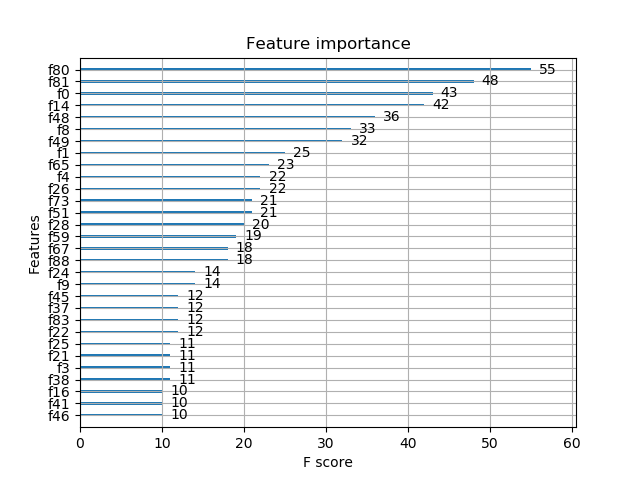 Feature importance
f80 55
f81 48
f0 43
f14 42
f48 36
f8 33
f49 32
f1 25
f65 23
f4 22
f26 22
f73 21
f51 21
f28 20
f59 19
f67 18
f88 18
f24 14
f9 14
f45 12
f37 12
f83 12
f22 12
f25 11
f21 11
f3 11
f38 11
f16 10
f41 10
f46 10
Features
0 10 20 30 40 50 60
F score